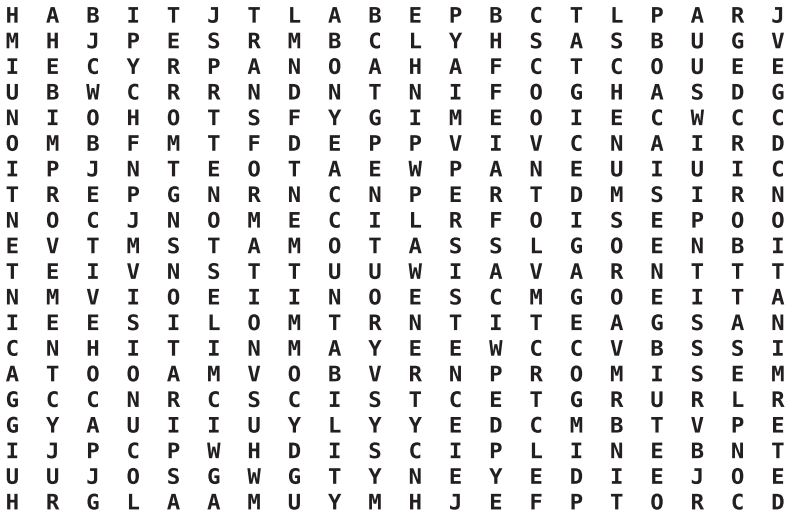 H A B I T J T L A B E P B C T L P A R J
M H J P E S R M B C L Y H S A S B U G V
I E C Y R P A N O A H A F C T C O U E E
U B W C R R N D N T N I F O G H A S D G
N I O H O T S F Y G I M E O I E C W C C
O M B F M T F D E P P V I V C N A I R D
I P J N T E O T A E W P A N E U I U I C
T R E P G N R N C N P E R T D M S I R N
N O C J N O M E C I L R F O I S E P O O
E V T M S T A M O T A S S L G O E N B I
T E I V N S T T U U W I A V A R N T T T
N M V I O E I I N O E S C M G O E I T A
I E E S I L O M T R N T I T E A G S A N
C N H I T I N M A Y E E W C C V B S S I
A T O O A M V O B V R N P R O M I S E M
G C C N R C S C I S T C E T G R U R L R
G Y A U I I U Y L Y Y E D C M B T V P E
I J P C P W H D I S C I P L I N E B N T
U U J O S G W G T Y N E Y E D I E J O E
H R G L A A M U Y M H J E F P T O R C D